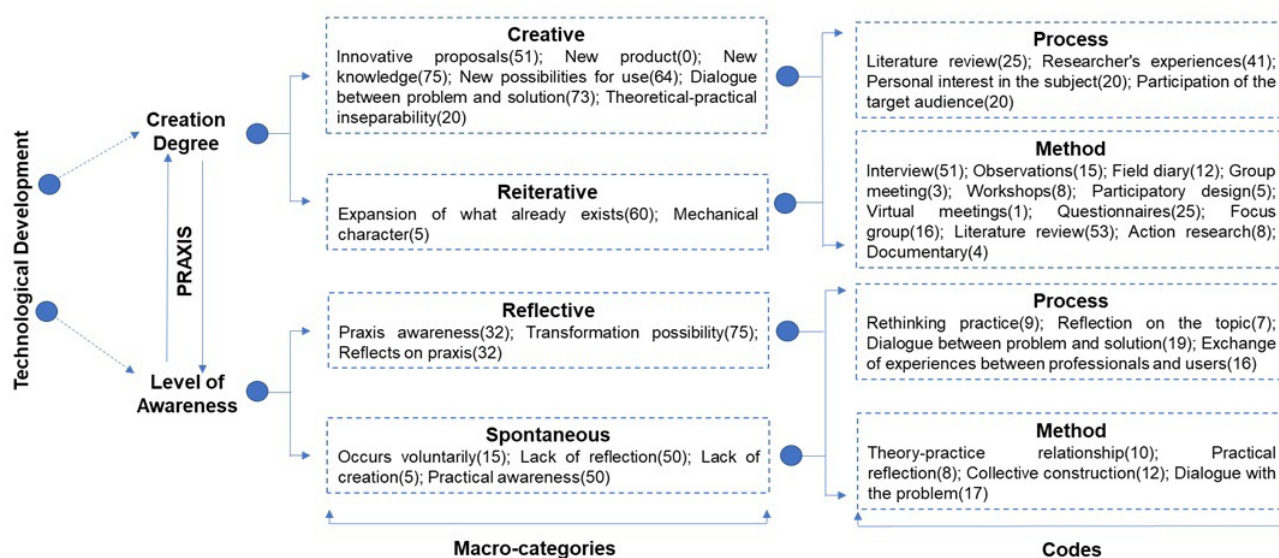 Technological Development
Creation
Degree
PRAXIS
Level of
Awareness
Creative
Innovative proposals(51); New product(0); New
knowledge(75); New possibilities for use(64); Dialogue
between problem and solution(73); Theoretical-practical
inseparability(20)
Reiterative
Expansion of what already exists(60); Mechanical
character(5)
Reflective
Praxis awareness(32); Transformation possibility(75);
Reflects on praxis(32)
Spontaneous
Occurs voluntarily(15); Lack of reflection(50); Lack of
creation(5); Practical awareness(50)
Macro-categories
Process
Literature review(25); Researcher's experiences(41);
Personal interest in the subject(20); Participation of the
target audience(20)
Method
Interview(51); Observations(15); Field diary(12); Group
meeting(3); Workshops(8); Participatory design(5);
Virtual meetings(1); Questionnaires(25); Focus
group(16); Literature review(53); Action research(8);
Documentary(4)
Process
Rethinking practice(9); Reflection on the topic(7);
Dialogue between problem and solution(19); Exchange
of experiences between professionals and users(16)
Method
Theory-practice relationship(10); Practical
reflection(8); Collective construction(12); Dialogue with
the problem(17)
Codes